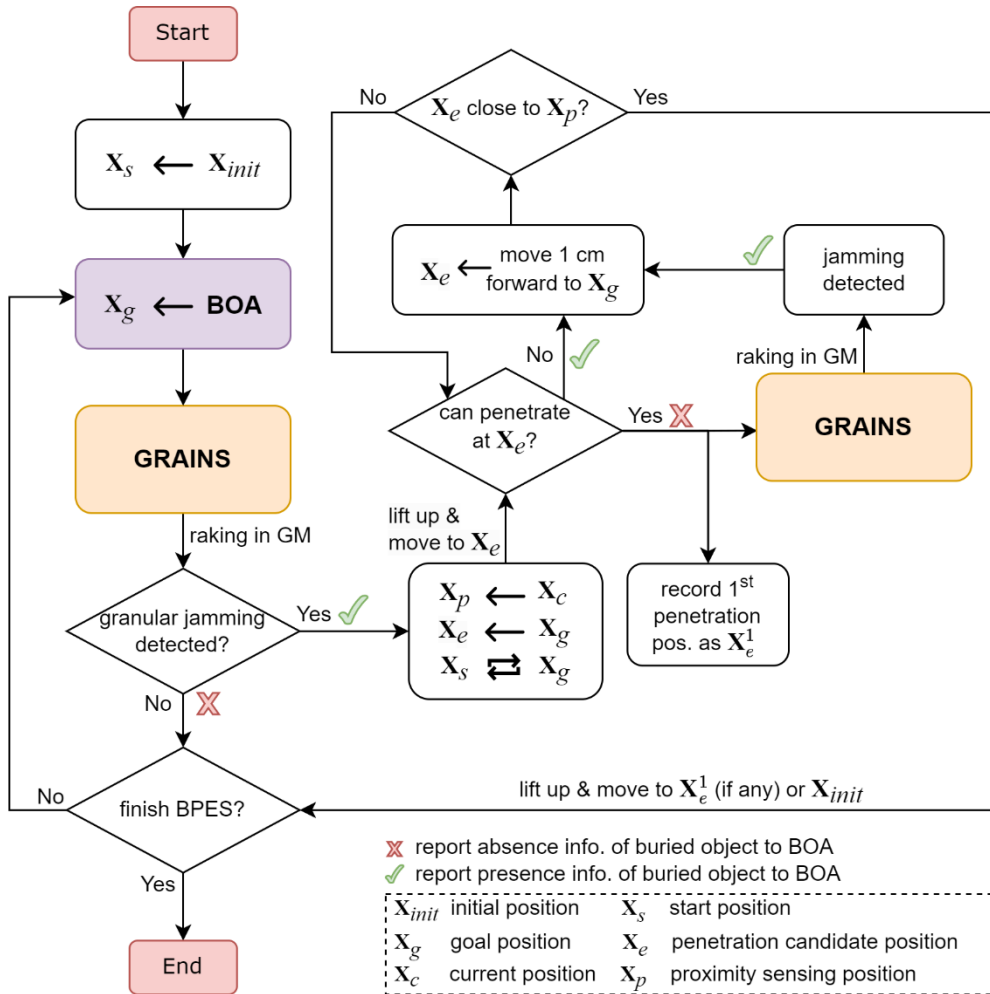 Start
X_s ← X_init
X_g ← BOA
GRAINS
raking in GM
granular jamming
detected?
Yes
No
finish BPES?
No
Yes
End
X_e close to X_p?
No
Yes
X_e ← move 1 cm
forward to X_g
jamming
detected
raking in GM
GRAINS
No
can penetrate
at X_e?
Yes
lift up &
move to X_e
X_p ← X_c
X_e ← X_g
X_s ⇄ X_g
record 1st
penetration
pos. as X_e^1
lift up & move to X_e^1 (if any) or X_init
report absence info. of buried object to BOA
report presence info. of buried object to BOA
X_init initial position X_s start position
X_g goal position X_e penetration candidate position
X_c current position X_p proximity sensing position